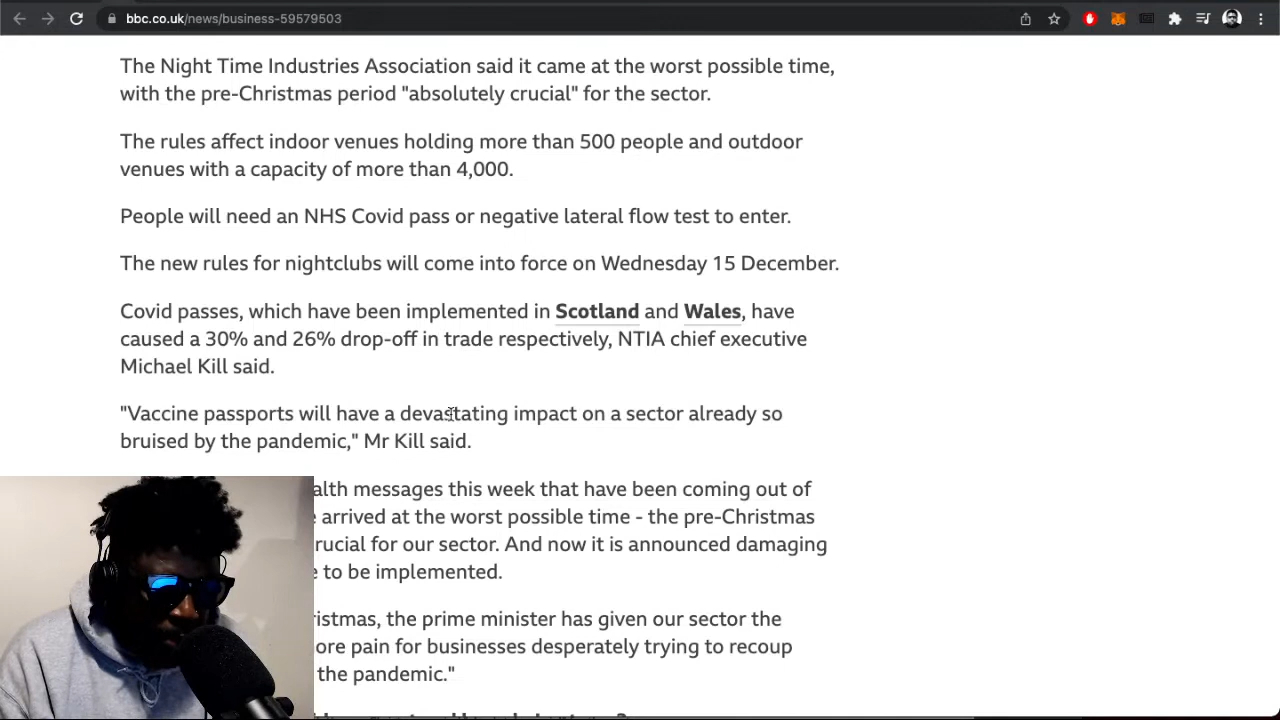 bbc.co.uk/news/business-59579503
The Night Time Industries Association said it came at the worst possible time,
with the pre-Christmas period "absolutely crucial" for the sector.
The rules affect indoor venues holding more than 500 people and outdoor
venues with a capacity of more than 4,000.
People will need an NHS Covid pass or negative lateral flow test to enter.
The new rules for nightclubs will come into force on Wednesday 15 December.
Covid passes, which have been implemented in Scotland and Wales, have
caused a 30% and 26% drop-off in trade respectively, NTIA chief executive
Michael Kill said.
"Vaccine passports will have a devastating impact on a sector already so
bruised by the pandemic," Mr Kill said.
alth messages this week that have been coming out of
arrived at the worst possible time - the pre-Christmas
rucial for our sector. And now it is announced damaging
e to be implemented.
ristmas, the prime minister has given our sector the
ore pain for businesses desperately trying to recoup
the pandemic."